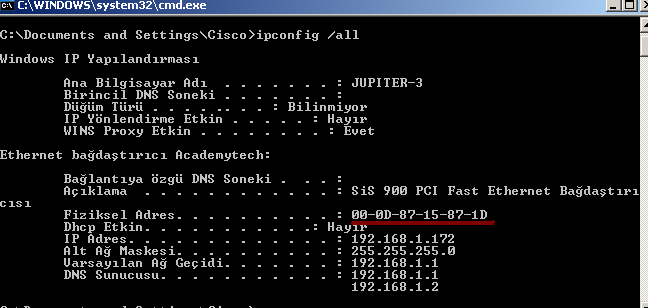 C:\WINDOWS\system32\cmd.exe
C:\Documents and Settings\Cisco>ipconfig /all
Windows IP Yapılandırması
Ana Bilgisayar Adı . . . . . . . : JUPITER-3
Birincil DNS Soneki . . . . . . . :
Düğüm Türü . . . . . . . . : Bilinmiyor
IP Yönlendirme Etkin . . . . . : Hayır
WINS Proxy Etkin . . . . . . . . : Evet
Ethernet bağdaştırıcı Academytech:
Bağlantıya özgü DNS Soneki . . . :
Açıklama . . . . . . . . . . . . : SiS 900 PCI Fast Ethernet Bağdaştırı
cısı
Fiziksel Adres. . . . . . . . . . : 00-0D-87-15-87-1D
Dhcp Etkin. . . . . . . . . . . .: Hayır
IP Adres. . . . . . . . . . . . . : 192.168.1.172
Alt Ağ Maskesi. . . . . . . . . . : 255.255.255.0
Varsayılan Ağ Geçidi. . . . . . . : 192.168.1.1
DNS Sunucusu. . . . . . . . . . . : 192.168.1.1
192.168.1.2